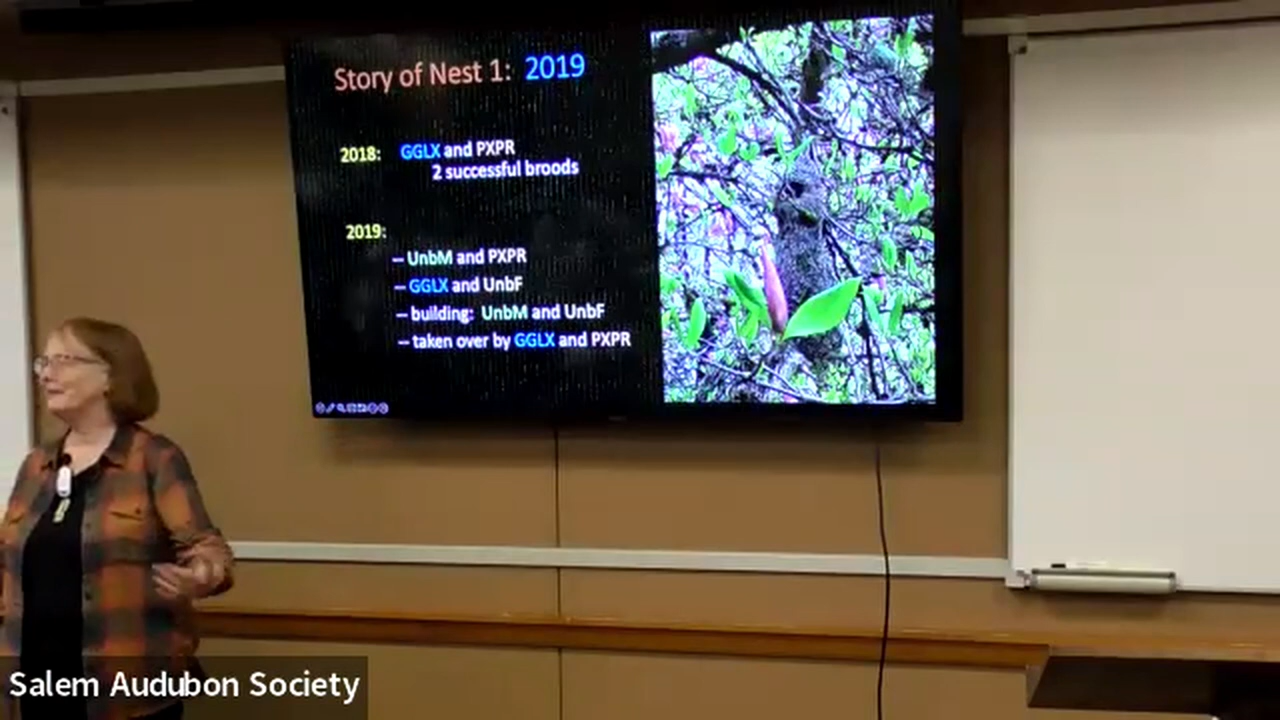 Story of Nest 1: 2019
2018: GGLX and PXPR
2 successful broods
2019:
– UnbM and PXPR
– GGLX and UnbF
– building: UnbM and UnbF
– taken over by GGLX and PXPR
Salem Audubon Society